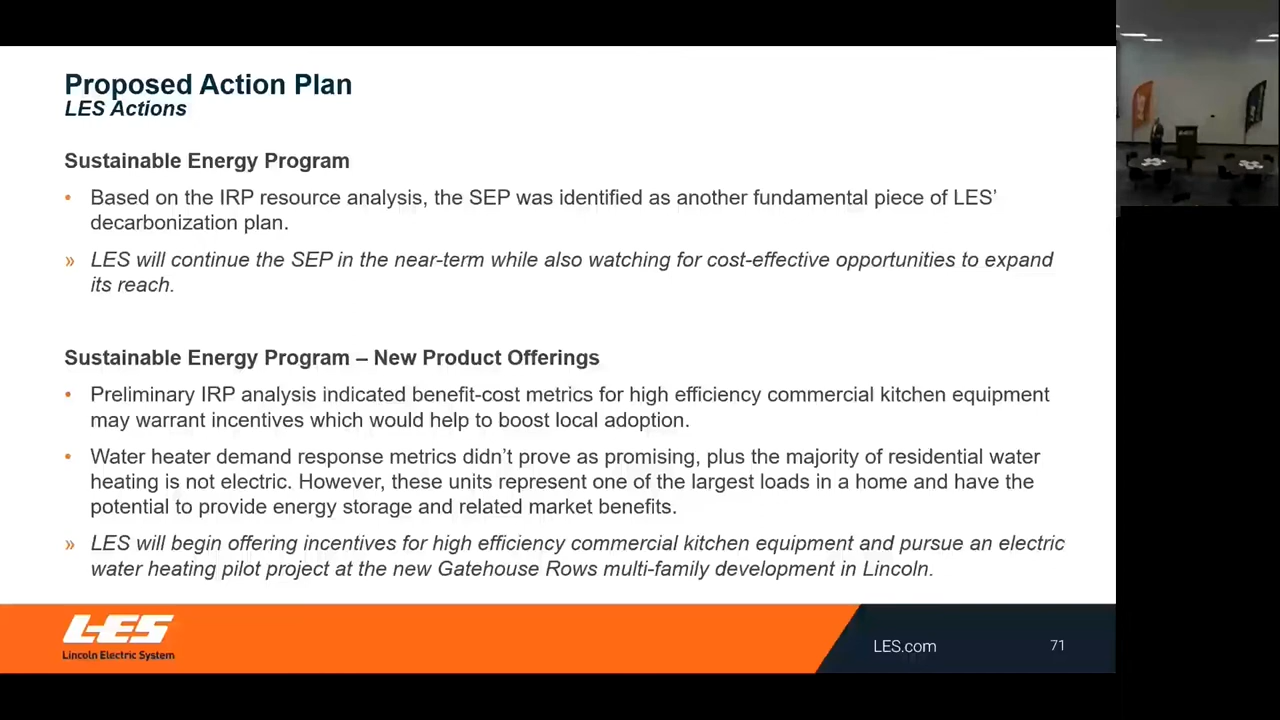 Proposed Action Plan
LES Actions
Sustainable Energy Program
• Based on the IRP resource analysis, the SEP was identified as another fundamental piece of LES’
decarbonization plan.
» LES will continue the SEP in the near-term while also watching for cost-effective opportunities to expand
its reach.
Sustainable Energy Program – New Product Offerings
• Preliminary IRP analysis indicated benefit-cost metrics for high efficiency commercial kitchen equipment
may warrant incentives which would help to boost local adoption.
• Water heater demand response metrics didn’t prove as promising, plus the majority of residential water
heating is not electric. However, these units represent one of the largest loads in a home and have the
potential to provide energy storage and related market benefits.
» LES will begin offering incentives for high efficiency commercial kitchen equipment and pursue an electric
water heating pilot project at the new Gatehouse Rows multi-family development in Lincoln.
LES
Lincoln Electric System
LES.com
71